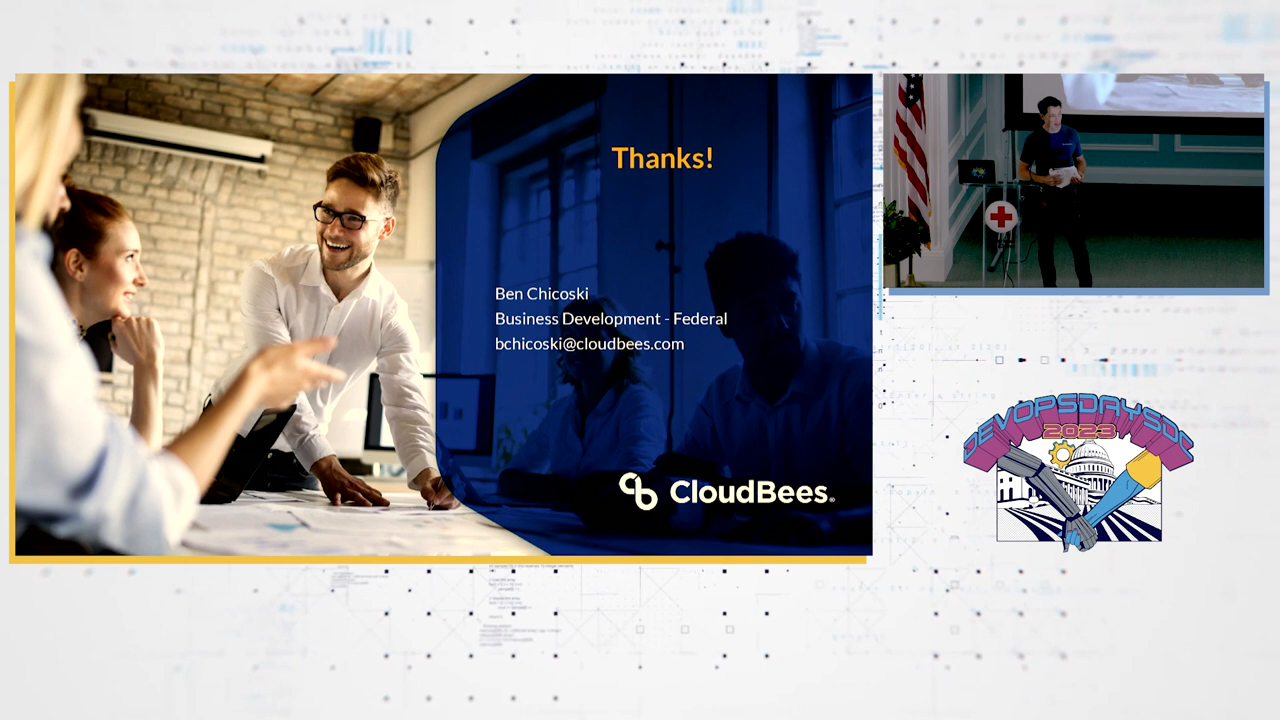 Thanks!
Ben Chicoski
Business Development - Federal
bchicoski@cloudbees.com
CloudBees
DEVOPSDAYSDC
2023